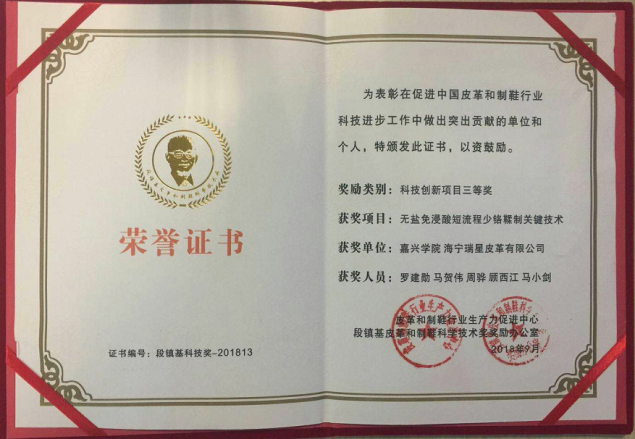 荣誉证书
证书编号：段镇基科技奖-201813
为表彰在促进中国皮革和制鞋行业
科技进步工作中做出突出贡献的单位和
个人，特颁发此证书，以资鼓励。
奖励类别：科技创新项目三等奖
获奖项目：无盐免浸酸短流程少铬鞣制关键技术
获奖单位：嘉兴学院 海宁瑞星皮革有限公司
获奖人员：罗建勋 马贺伟 周骅 顾西江 马小剑
皮革和制鞋行业生产力促进中心
段镇基皮革和制鞋科学技术奖奖励办公室
2018年9月